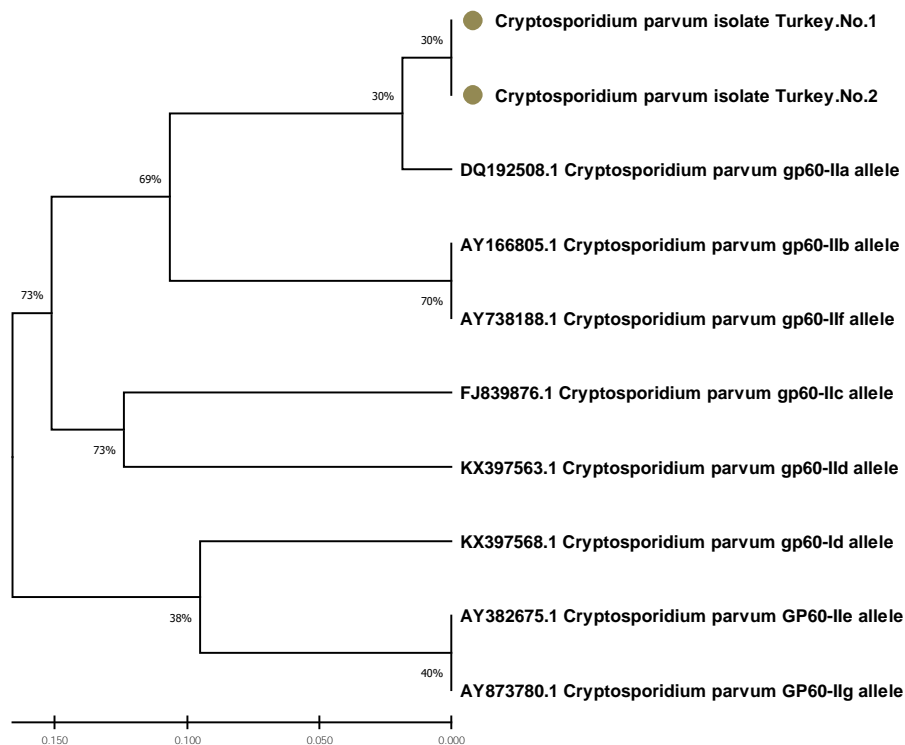 30%
Cryptosporidium parvum isolate Turkey.No.1
30%
Cryptosporidium parvum isolate Turkey.No.2
DQ192508.1 Cryptosporidium parvum gp60-IIa allele
69%
AY166805.1 Cryptosporidium parvum gp60-IIb allele
70%
AY738188.1 Cryptosporidium parvum gp60-IIf allele
73%
FJ839876.1 Cryptosporidium parvum gp60-IIc allele
73%
KX397563.1 Cryptosporidium parvum gp60-IId allele
KX397568.1 Cryptosporidium parvum gp60-Id allele
38%
AY382675.1 Cryptosporidium parvum GP60-IIe allele
40%
AY873780.1 Cryptosporidium parvum GP60-IIg allele
0.150 0.100 0.050 0.000